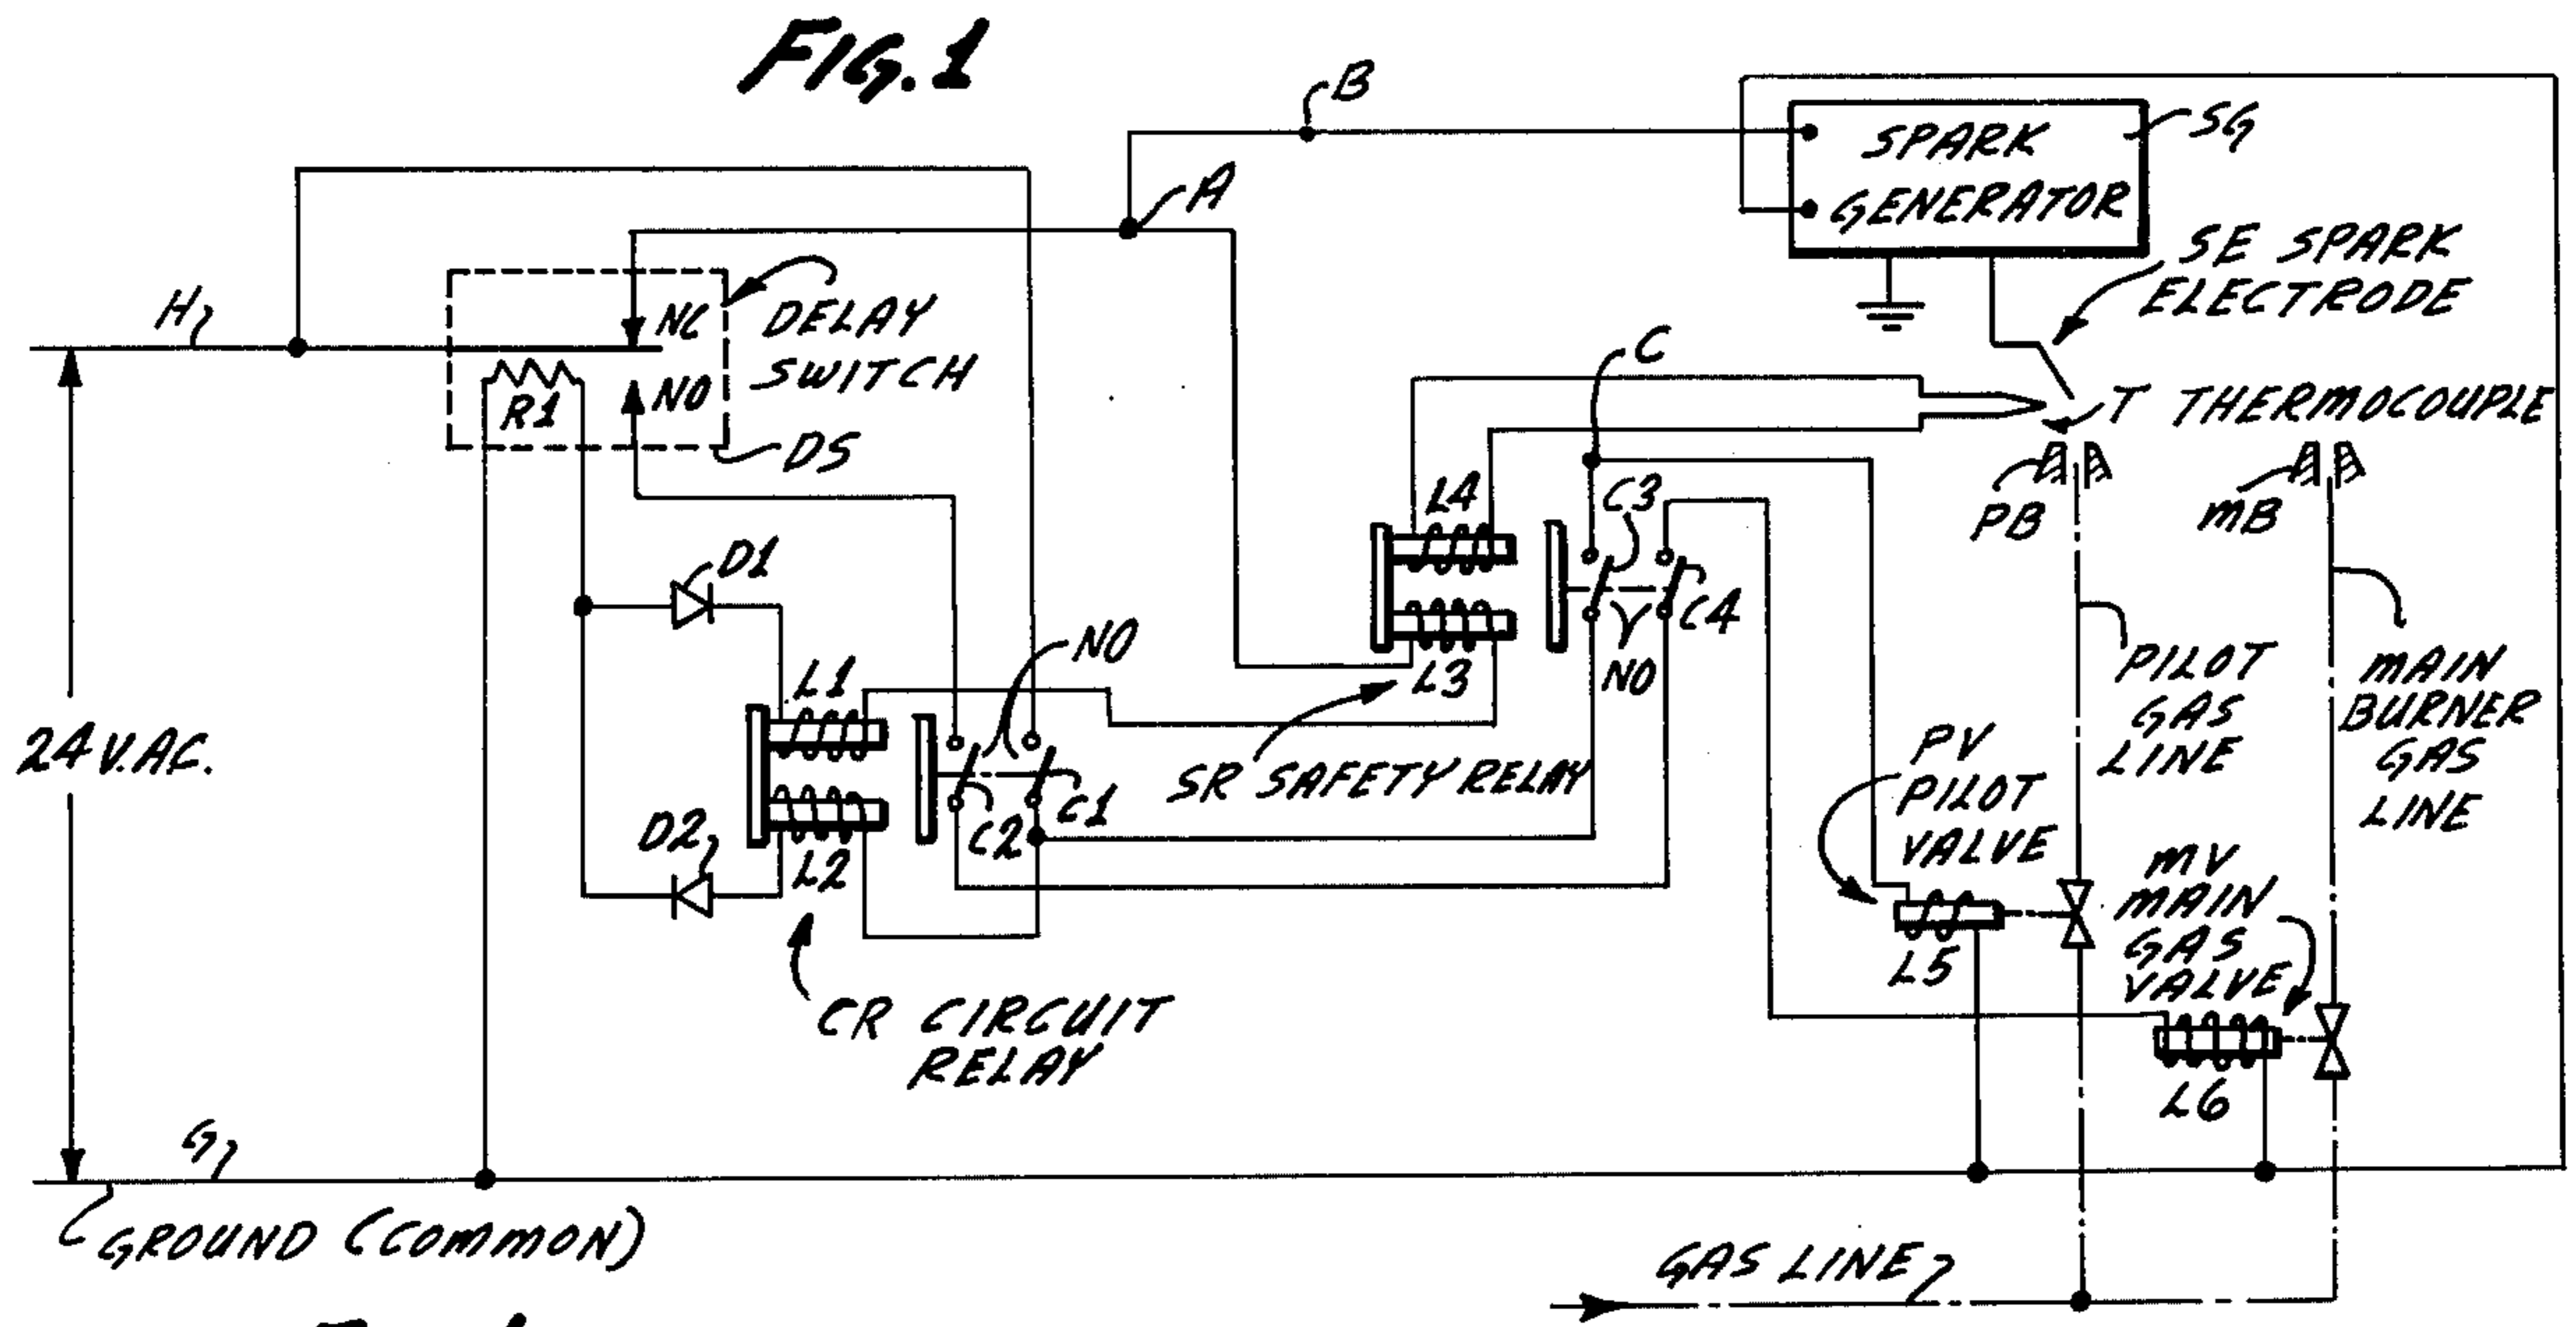 FIG. 1
B
SPARK
GENERATOR
SG
A
SE SPARK
ELECTRODE
H
NC
DELAY
SWITCH
R1
NO
DS
C
T THERMOCOUPLE
PB
MB
L4
C3
D1
C4
NO
L3
NO
L1
PILOT
GAS
LINE
MAIN
BURNER
GAS
LINE
24 V.AC.
SR SAFETY RELAY
PV
PILOT
VALVE
D2
L2
C2
C1
MV
MAIN
GAS
VALVE
L5
CR CIRCUIT
RELAY
L6
G
GROUND (COMMON)
GAS LINE